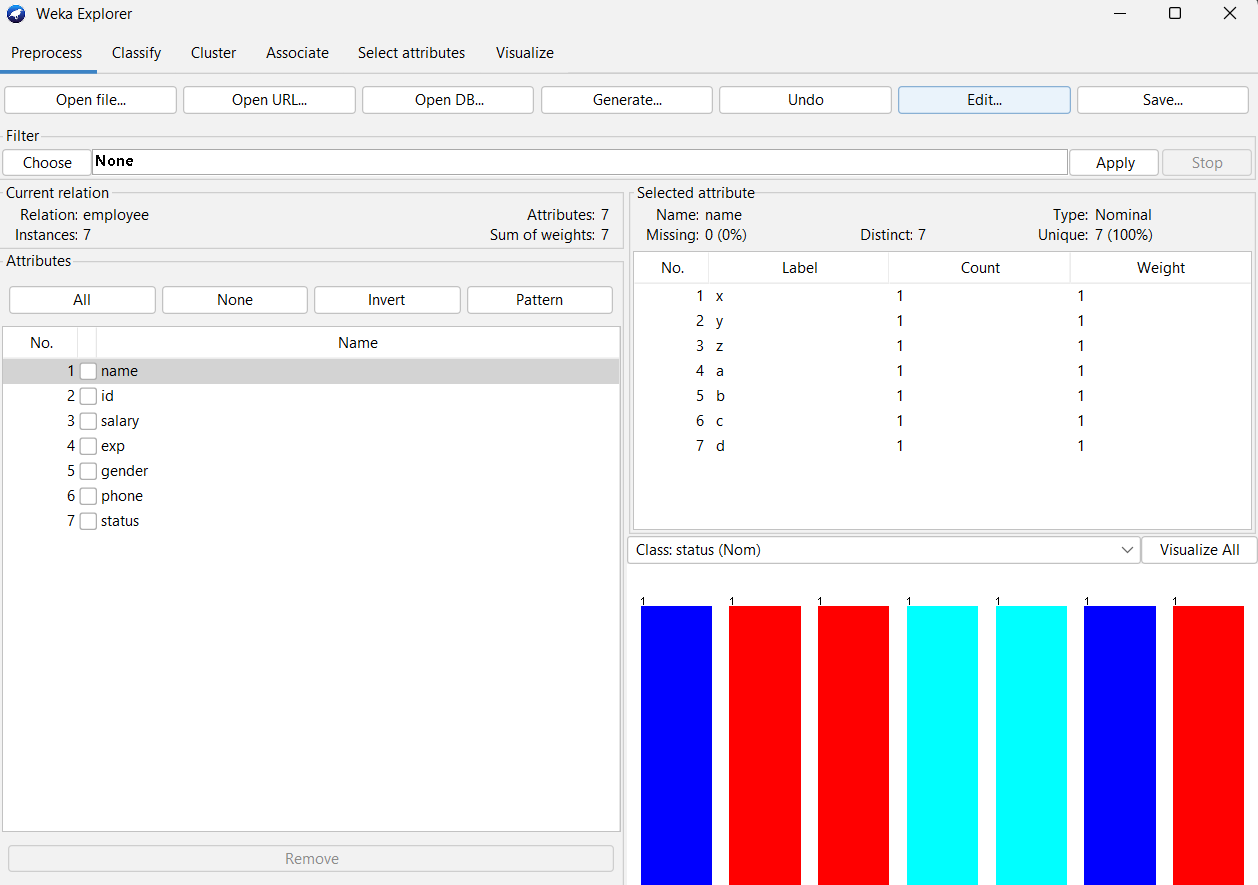 Weka Explorer
Preprocess Classify Cluster Associate Select attributes Visualize
Open file... Open URL... Open DB... Generate... Undo Edit... Save...
Filter
Choose None Apply Stop
Current relation
Relation: employee Attributes: 7
Instances: 7 Sum of weights: 7
Attributes
All None Invert Pattern
No. Name
1 name
2 id
3 salary
4 exp
5 gender
6 phone
7 status
Remove
Selected attribute
Name: name Type: Nominal
Missing: 0 (0%) Distinct: 7 Unique: 7 (100%)
No. Label Count Weight
1 x 1 1
2 y 1 1
3 z 1 1
4 a 1 1
5 b 1 1
6 c 1 1
7 d 1 1
Class: status (Nom) Visualize All
1 1 1 1 1 1 1